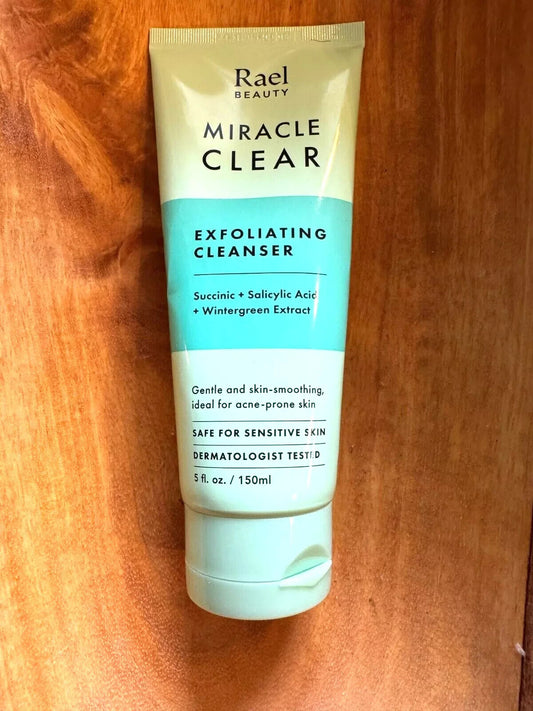 Rael
BEAUTY
MIRACLE
CLEAR
EXFOLIATING
CLEANSER
Succinic + Salicylic Acid
+ Wintergreen Extract
Gentle and skin-smoothing,
ideal for acne-prone skin
SAFE FOR SENSITIVE SKIN
DERMATOLOGIST TESTED
5 fl. oz. / 150ml